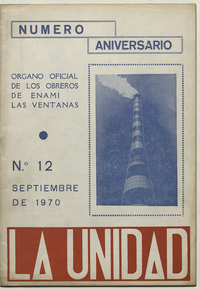 NUMERO
ANIVERSARIO
ORGANO OFICIAL
DE LOS OBREROS
DE ENAMI
LAS VENTANAS
N.º 12
SEPTIEMBRE
DE 1970
LA UNIDAD